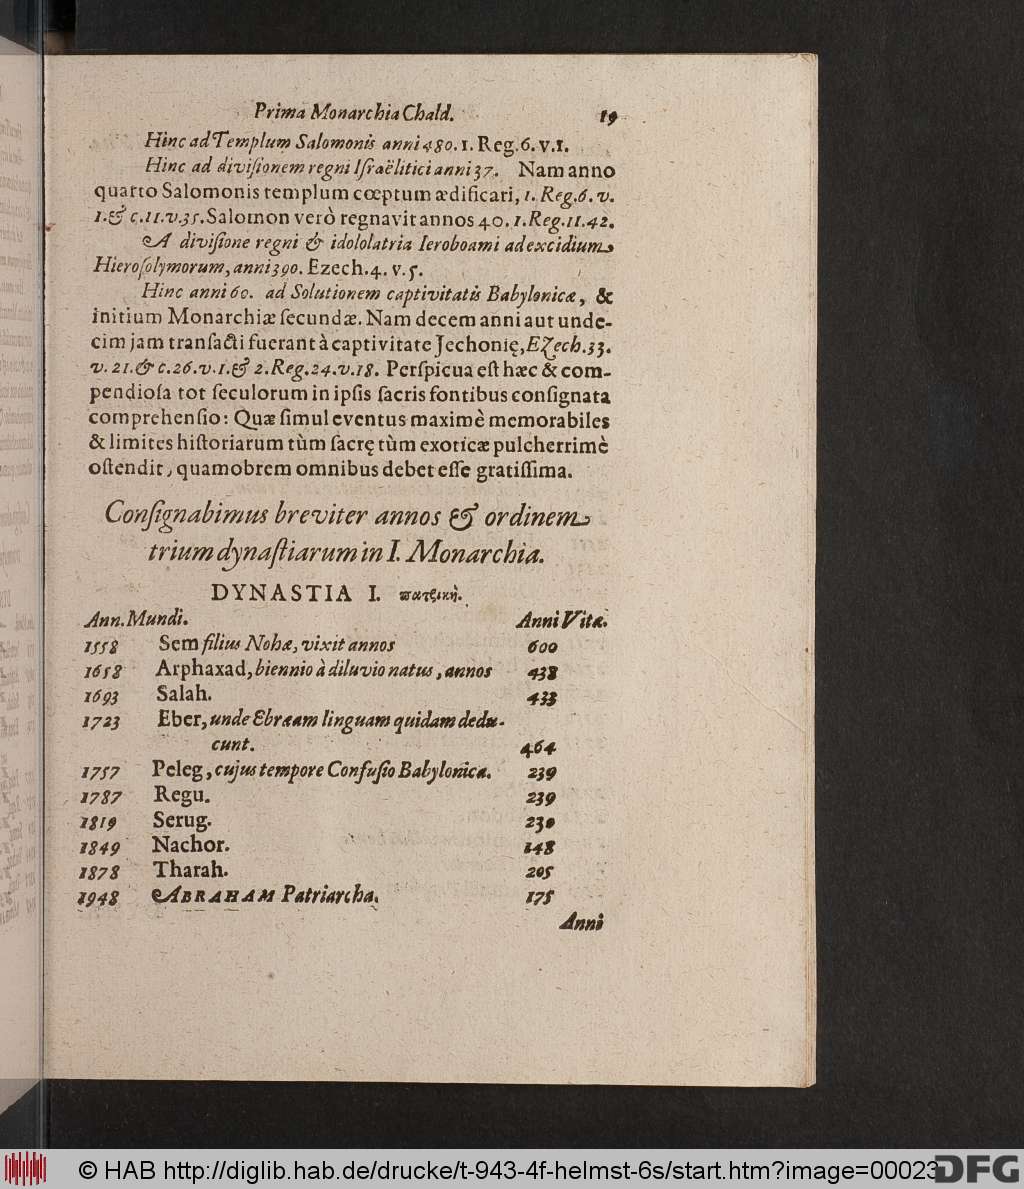 Prima Monarchia Chald. 19
Hinc ad Templum Salomonis anni 480. 1. Reg. 6. v. 1.
Hinc ad diviſionem regni Iſraëlitici anni 37. Nam anno
quarto Salomonis templum cœptum ædificari, 1. Reg. 6. v.
1. & c. 11. v. 35. Salomon verò regnavit annos 40. 1. Reg. 11. 42.
A diviſione regni & idololatria Ieroboami ad excidium
Hieroſolymorum, anni 390. Ezech. 4. v. 5.
Hinc anni 60. ad Solutionem captivitatis Babylonicæ, &
initium Monarchiæ ſecundæ. Nam decem anni aut unde-
cim jam tranſacti fuerant à captivitate Jechonię, EZech. 33.
v. 21. & c. 26. v. 1. & 2. Reg. 24. v. 18. Perſpicua eſt hæc & com-
pendioſa tot ſeculorum in ipſis ſacris fontibus conſignata
comprehenſio: Quæ ſimul eventus maximè memorabiles
& limites hiſtoriarum tùm ſacrę tùm exoticæ pulcherrimè
oſtendit, quamobrem omnibus debet eſſe gratiſſima.
Conſignabimus breviter annos & ordinem
trium dynaſtiarum in I. Monarchia.
DYNASTIA I. πατρικὴ.
Ann. Mundi. Anni Vitæ.
1558 Sem filius Nohæ, vixit annos 600
1658 Arphaxad, biennio à diluvio natus, annos 438
1693 Salah. 433
1723 Eber, unde Ebræam linguam quidam dedu-
cunt. 464
1757 Peleg, cujus tempore Confuſio Babylonica. 239
1787 Regu. 239
1819 Serug. 230
1849 Nachor. 148
1878 Tharah. 205
1948 ABRAHAM Patriarcha. 175
Anni
© HAB http://diglib.hab.de/drucke/t-943-4f-helmst-6s/start.htm?image=00023
DFG